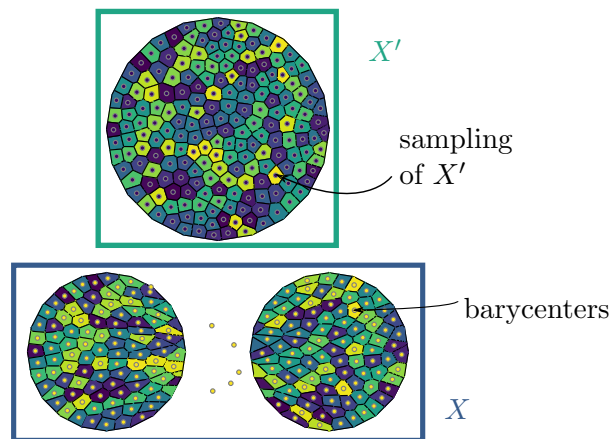 X′
sampling
of X′
barycenters
X